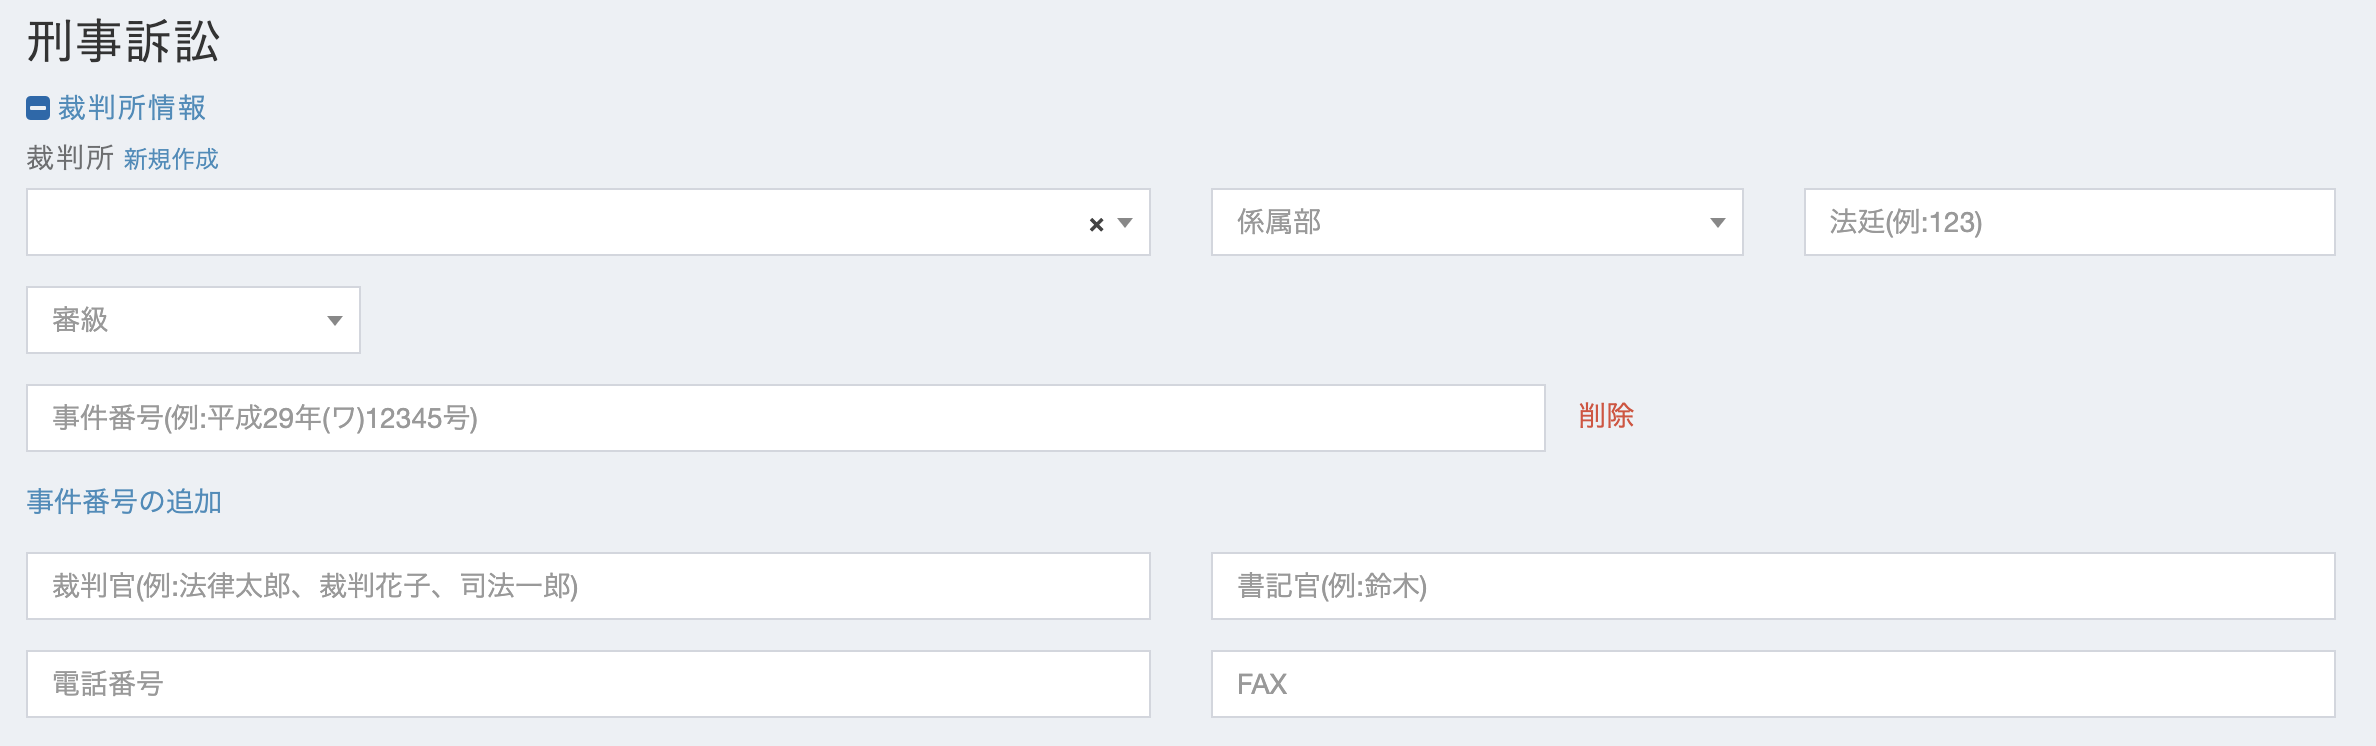 刑事訴訟
裁判所情報
裁判所 新規作成
× 係属部 法廷(例:123)
審級
事件番号(例:平成29年(ワ)12345号) 削除
事件番号の追加
裁判官(例:法律太郎、裁判花子、司法一郎) 書記官(例:鈴木)
電話番号 FAX